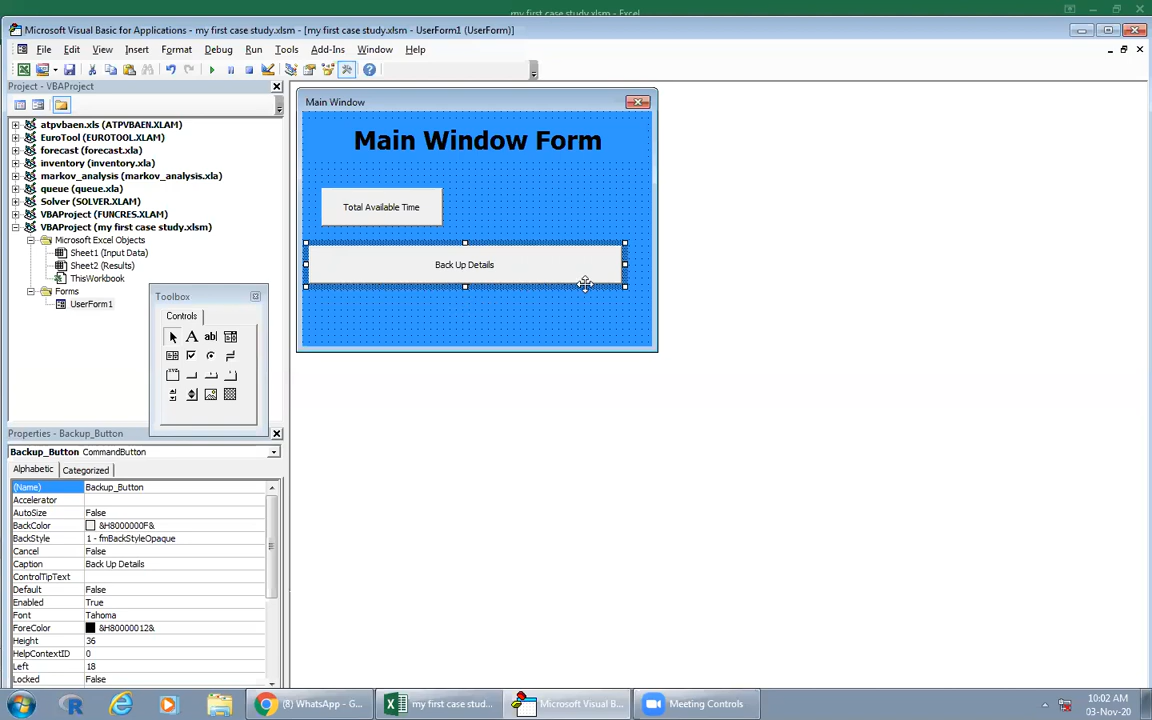 my first case study.xlsm - Excel
Microsoft Visual Basic for Applications - my first case study.xlsm - [my first case study.xlsm - UserForm1 (UserForm)]
File Edit View Insert Format Debug Run Tools Add-Ins Window Help
Project - VBAProject
atpvbaen.xls (ATPVBAEN.XLAM)
EuroTool (EUROTOOL.XLAM)
forecast (forecast.xla)
inventory (inventory.xla)
markov_analysis (markov_analysis.xla)
queue (queue.xla)
Solver (SOLVER.XLAM)
VBAProject (FUNCRES.XLAM)
VBAProject (my first case study.xlsm)
Microsoft Excel Objects
Sheet1 (Input Data)
Sheet2 (Results)
ThisWorkbook
Forms
UserForm1
Toolbox
Controls
A ab|
Main Window
Main Window Form
Total Available Time
Back Up Details
Properties - Backup_Button
Backup_Button CommandButton
Alphabetic Categorized
(Name) Backup_Button
Accelerator
AutoSize False
BackColor &H8000000F&
BackStyle 1 - fmBackStyleOpaque
Cancel False
Caption Back Up Details
ControlTipText
Default False
Enabled True
Font Tahoma
ForeColor &H80000012&
Height 36
HelpContextID 0
Left 18
Locked False
(8) WhatsApp - G...
my first case stud...
Microsoft Visual B...
Meeting Controls
10:02 AM
03-Nov-20